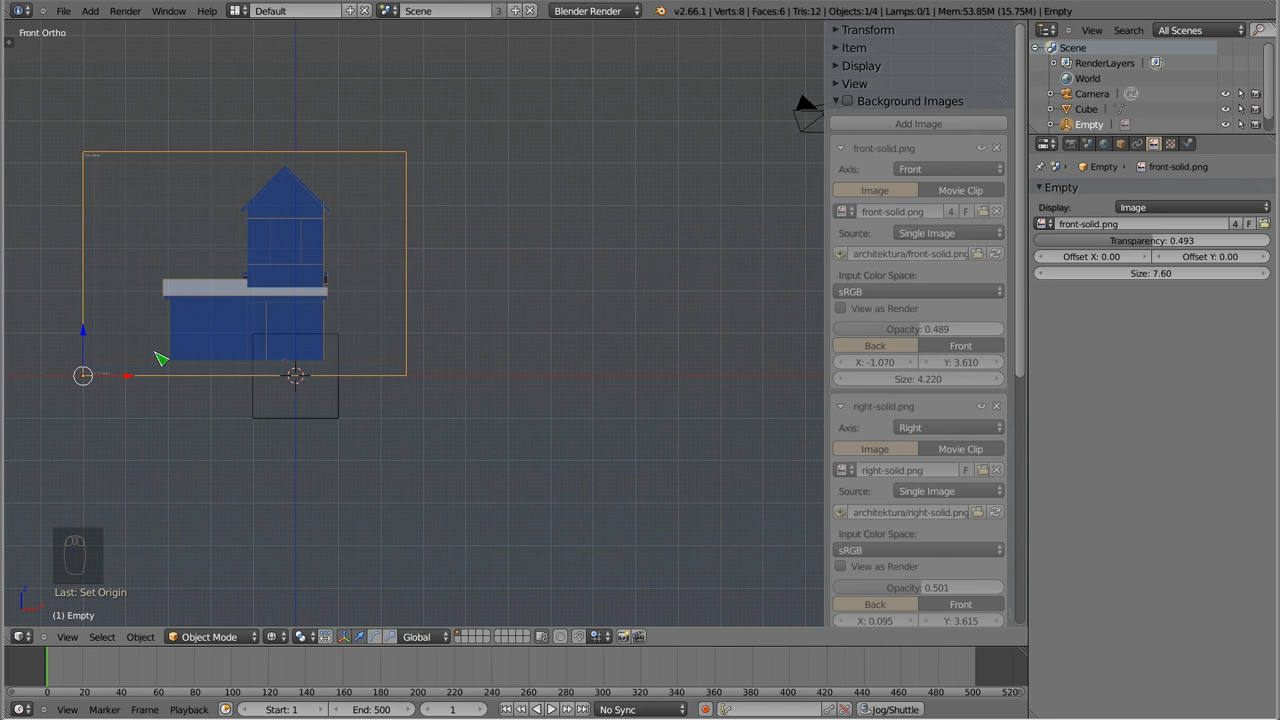 File Add Render Window Help Default Scene 3 Blender Render v2.66.1 | Verts:8 | Faces:6 | Tris:12 | Objects:1/4 | Lamps:0/1 | Mem:53.85M (15.75M) | Empty
Front Ortho
Transform
Item
Display
View
Background Images
Add Image
front-solid.png
Axis: Front
Image Movie Clip
front-solid.png 4 F
Source: Single Image
architektura/front-solid.png
Input Color Space:
sRGB
View as Render
Opacity: 0.489
Back Front
X: -1.070 Y: 3.610
Size: 4.220
right-solid.png
Axis: Right
Image Movie Clip
right-solid.png F
Source: Single Image
architektura/right-solid.png
Input Color Space:
sRGB
View as Render
Opacity: 0.501
Back Front
X: 0.095 Y: 3.615
View Search All Scenes
Scene
RenderLayers
World
Camera
Cube
Empty
Empty front-solid.png
Empty
Display: Image
front-solid.png 4 F
Transparency: 0.493
Offset X: 0.00 Offset Y: 0.00
Size: 7.60
Last: Set Origin
(1) Empty
View Select Object Object Mode Global
0 20 40 60 80 100 120 140 160 180 200 220 240 260 280 300 320 340 360 380 400 420 440 460 480 500 520
View Marker Frame Playback Start: 1 End: 500 1 No Sync Jog/Shuttle